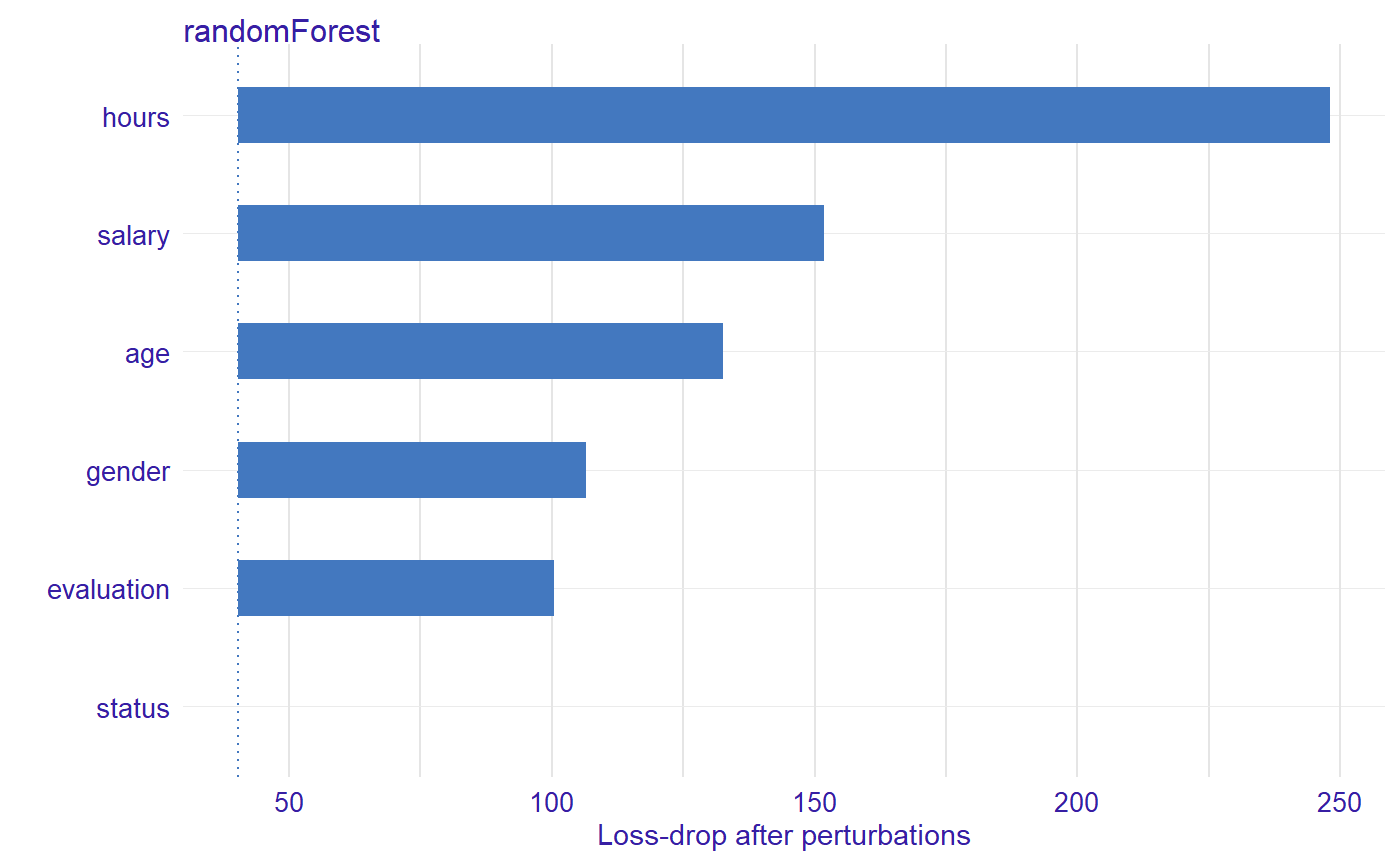 randomForest
hours
salary
age
gender
evaluation
status
50 100 150 200 250
Loss-drop after perturbations